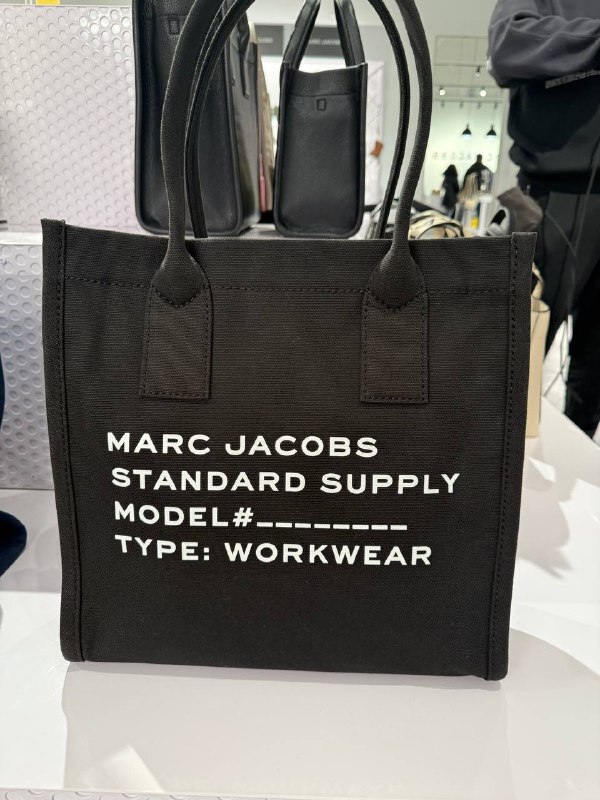 MARC JACOBS
STANDARD SUPPLY
MODEL#________
TYPE: WORKWEAR